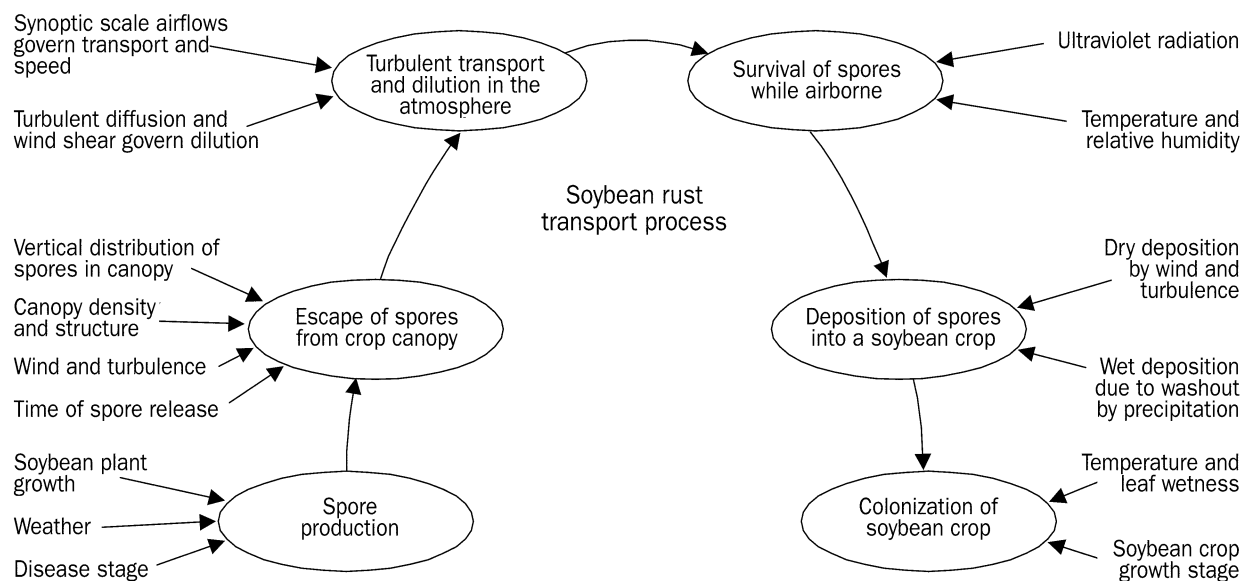 Synoptic scale airflows
govern transport and
speed
Turbulent diffusion and
wind shear govern dilution
Turbulent transport
and dilution in the
atmosphere
Survival of spores
while airborne
Ultraviolet radiation
Temperature and
relative humidity
Soybean rust
transport process
Vertical distribution of
spores in canopy
Canopy density
and structure
Wind and turbulence
Time of spore release
Escape of spores
from crop canopy
Deposition of spores
into a soybean crop
Dry deposition
by wind and
turbulence
Wet deposition
due to washout
by precipitation
Soybean plant
growth
Weather
Disease stage
Spore
production
Colonization of
soybean crop
Temperature and
leaf wetness
Soybean crop
growth stage